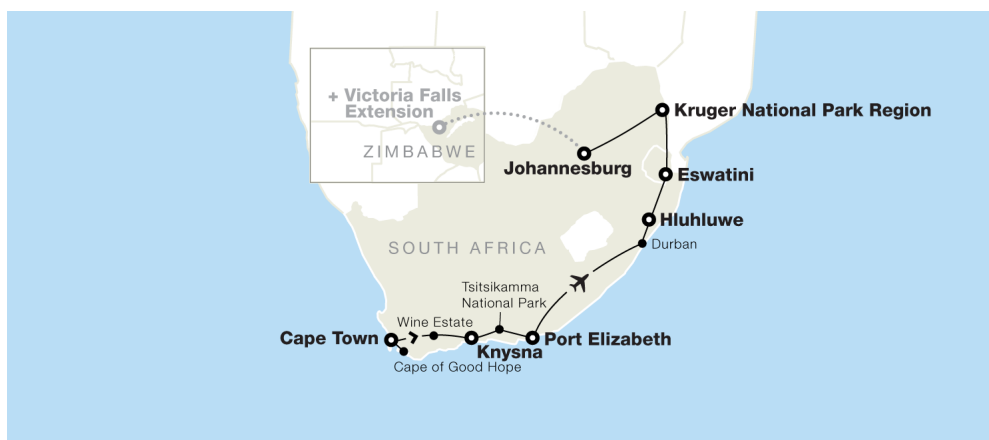 + Victoria Falls
Extension
ZIMBABWE
Kruger National Park Region
Johannesburg
Eswatini
Hluhluwe
Durban
SOUTH AFRICA
Tsitsikamma
National Park
Wine Estate
Cape Town
Knysna
Port Elizabeth
Cape of Good Hope